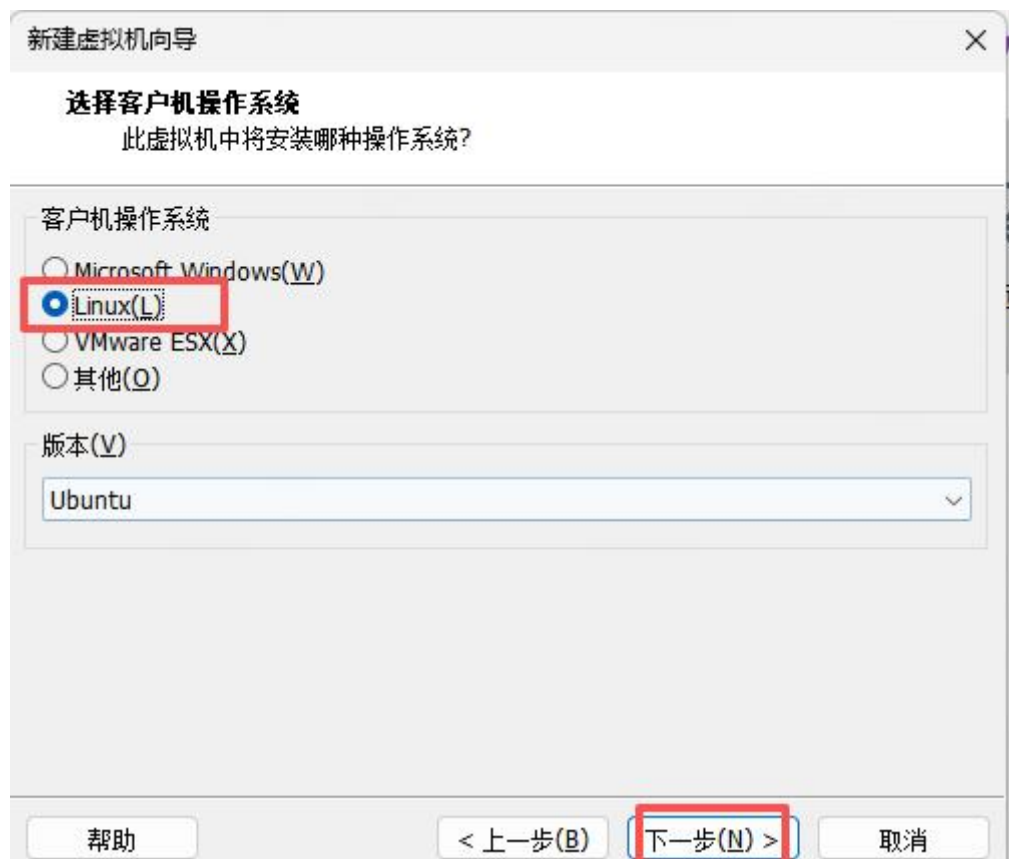 新建虚拟机向导
选择客户机操作系统
此虚拟机中将安装哪种操作系统?
客户机操作系统
Microsoft Windows(W)
Linux(L)
VMware ESX(X)
其他(O)
版本(V)
Ubuntu
帮助
< 上一步(B)
下一步(N) >
取消